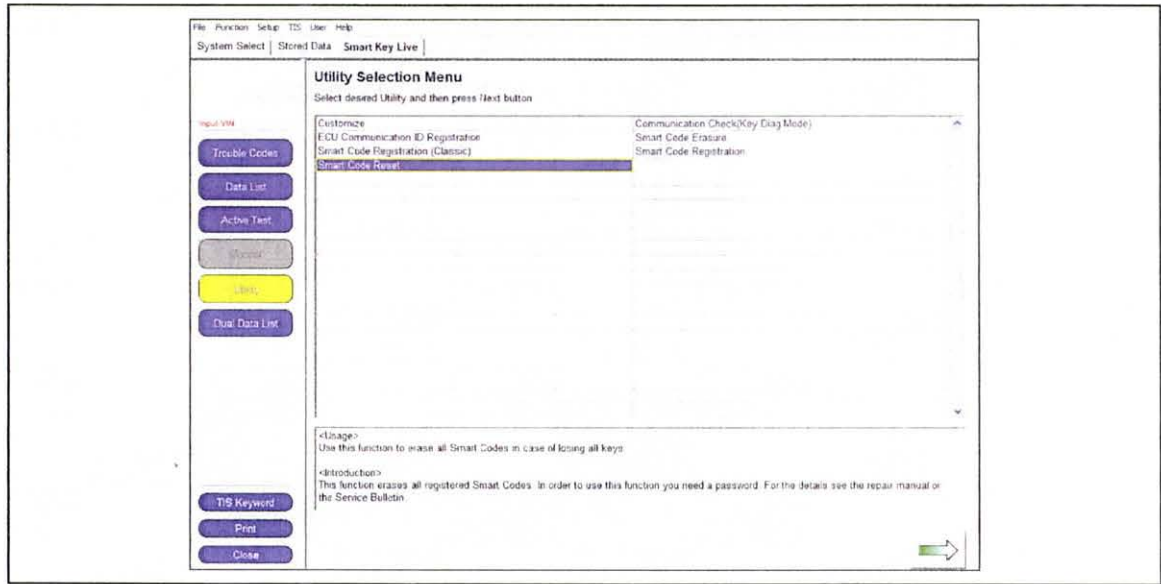 File Function Setup TIS User Help
System Select Stored Data Smart Key Live
Utility Selection Menu
Select desired Utility and then press Next button
Input VIN
Customize
Communication Check(Key Diag Mode)
ECU Communication ID Registration
Smart Code Erasure
Smart Code Registration (Classic)
Smart Code Registration
Smart Code Reset
Trouble Codes
Data List
Active Test
Utility
Dual Data List
<Usage>
Use this function to erase all Smart Codes in case of losing all keys
<Introduction>
This function erases all registered Smart Codes. In order to use this function you need a password. For the details see the repair manual or
the Service Bulletin
TIS Keyword
Print
Close